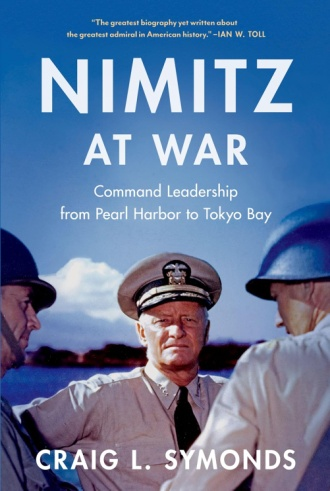 "The greatest biography yet written about
the greatest admiral in American history." –IAN W. TOLL
NIMITZ
AT WAR
Command Leadership
from Pearl Harbor to Tokyo Bay
CRAIG L. SYMONDS